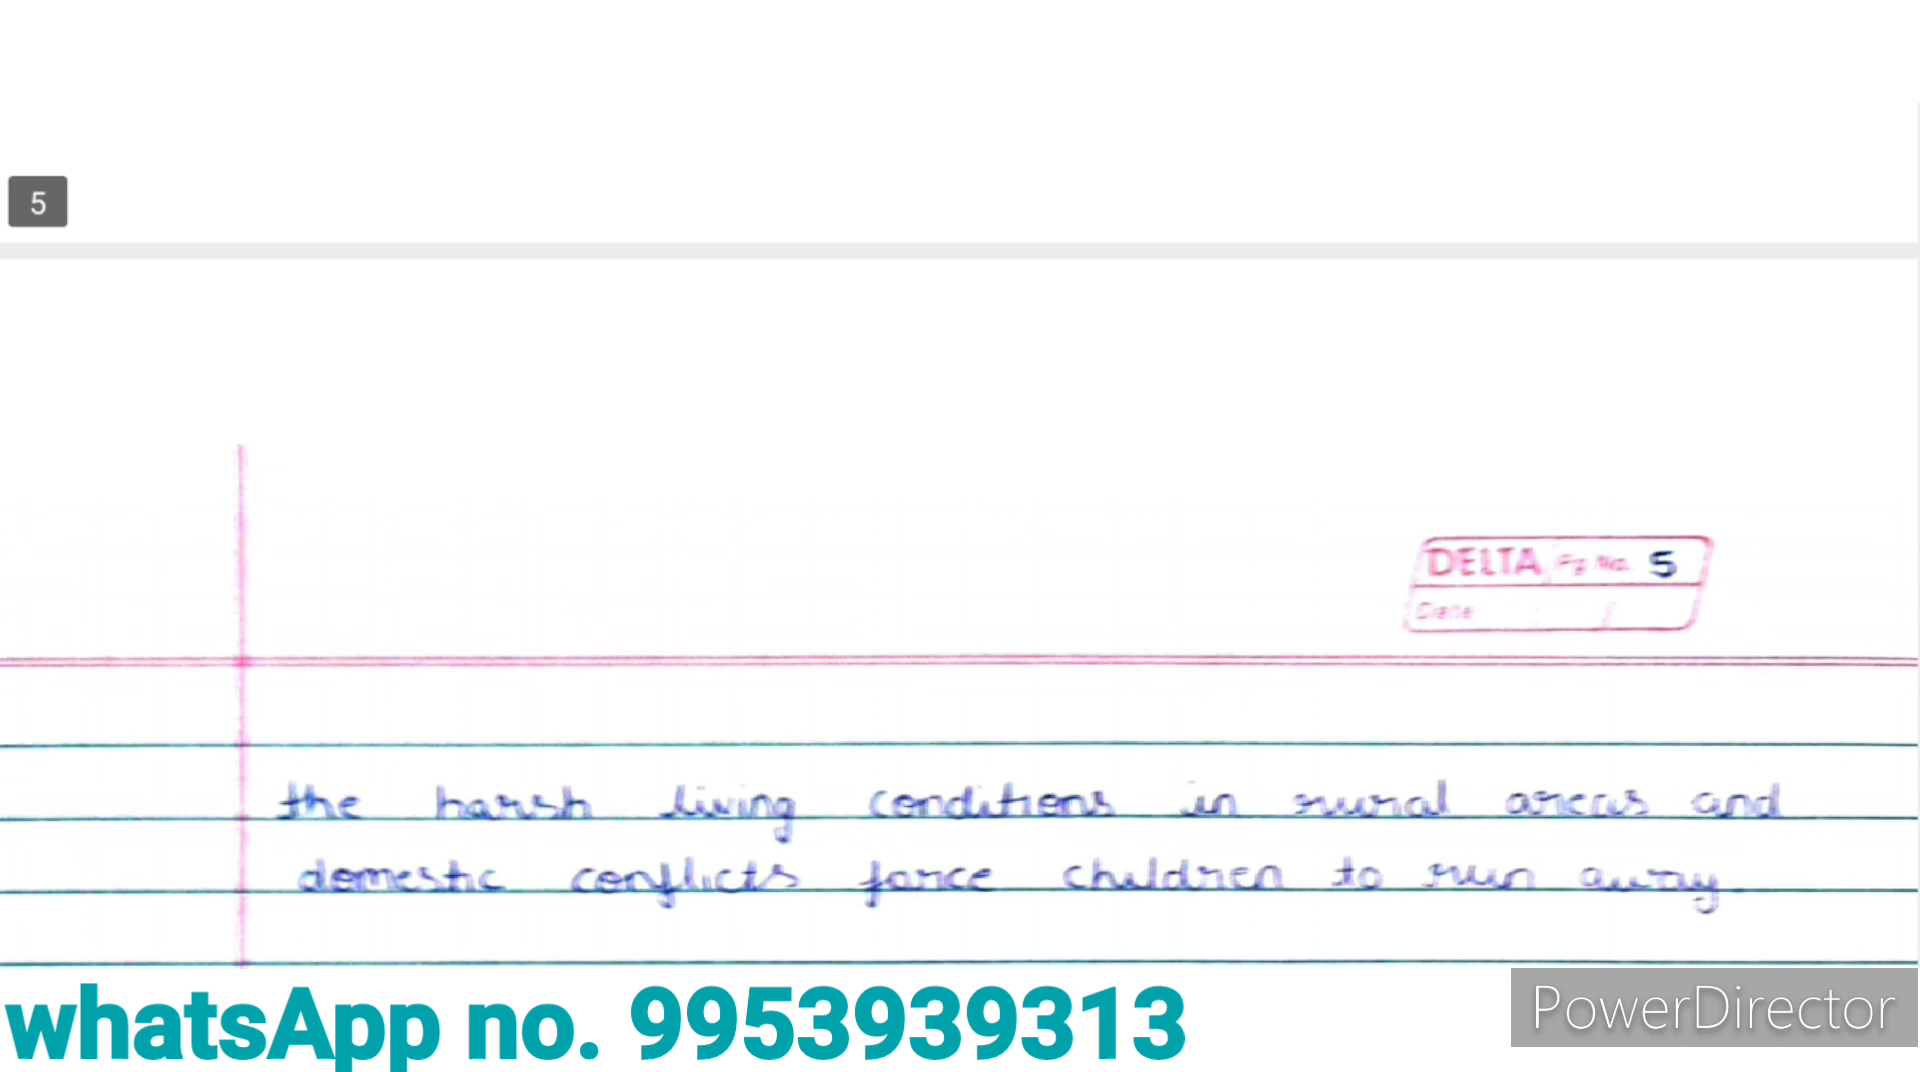 5
DELTA Pg No. 5
Date / /
the harsh living conditions in rural areas and
domestic conflicts force children to run away.
whatsApp no. 9953939313
PowerDirector